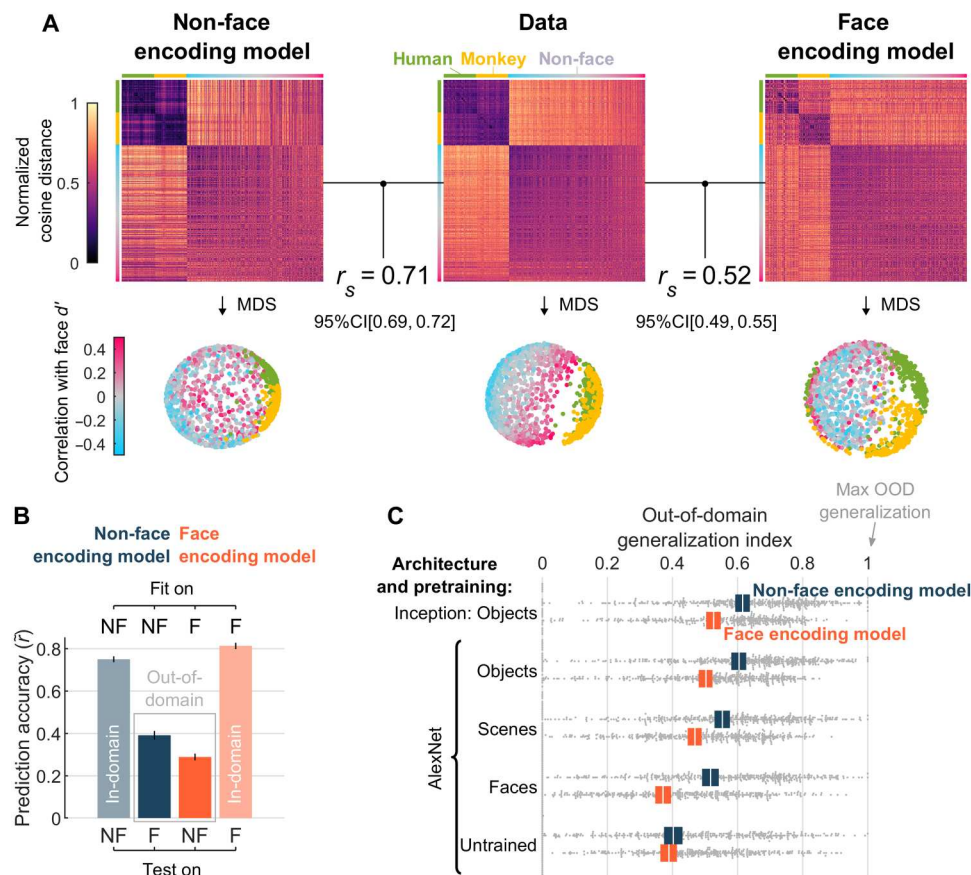 A
Non-face
encoding model
Data
Face
encoding model
Human Monkey Non-face
Normalized
cosine distance
1
0.5
0
r_s = 0.71
r_s = 0.52
MDS
MDS
MDS
95%CI[0.69, 0.72]
95%CI[0.49, 0.55]
Correlation with face d′
0.4
0.2
0
−0.2
−0.4
B
Non-face Face
encoding model encoding model
Fit on
NF NF F F
Prediction accuracy (r̄)
0.8
0.6
0.4
0.2
0
Out-of-
domain
In-domain
In-domain
NF F NF F
Test on
C
Max OOD
generalization
Out-of-domain
generalization index
Architecture
and pretraining:
0 0.2 0.4 0.6 0.8 1
Non-face encoding model
Inception: Objects
Face encoding model
AlexNet
Objects
Scenes
Faces
Untrained